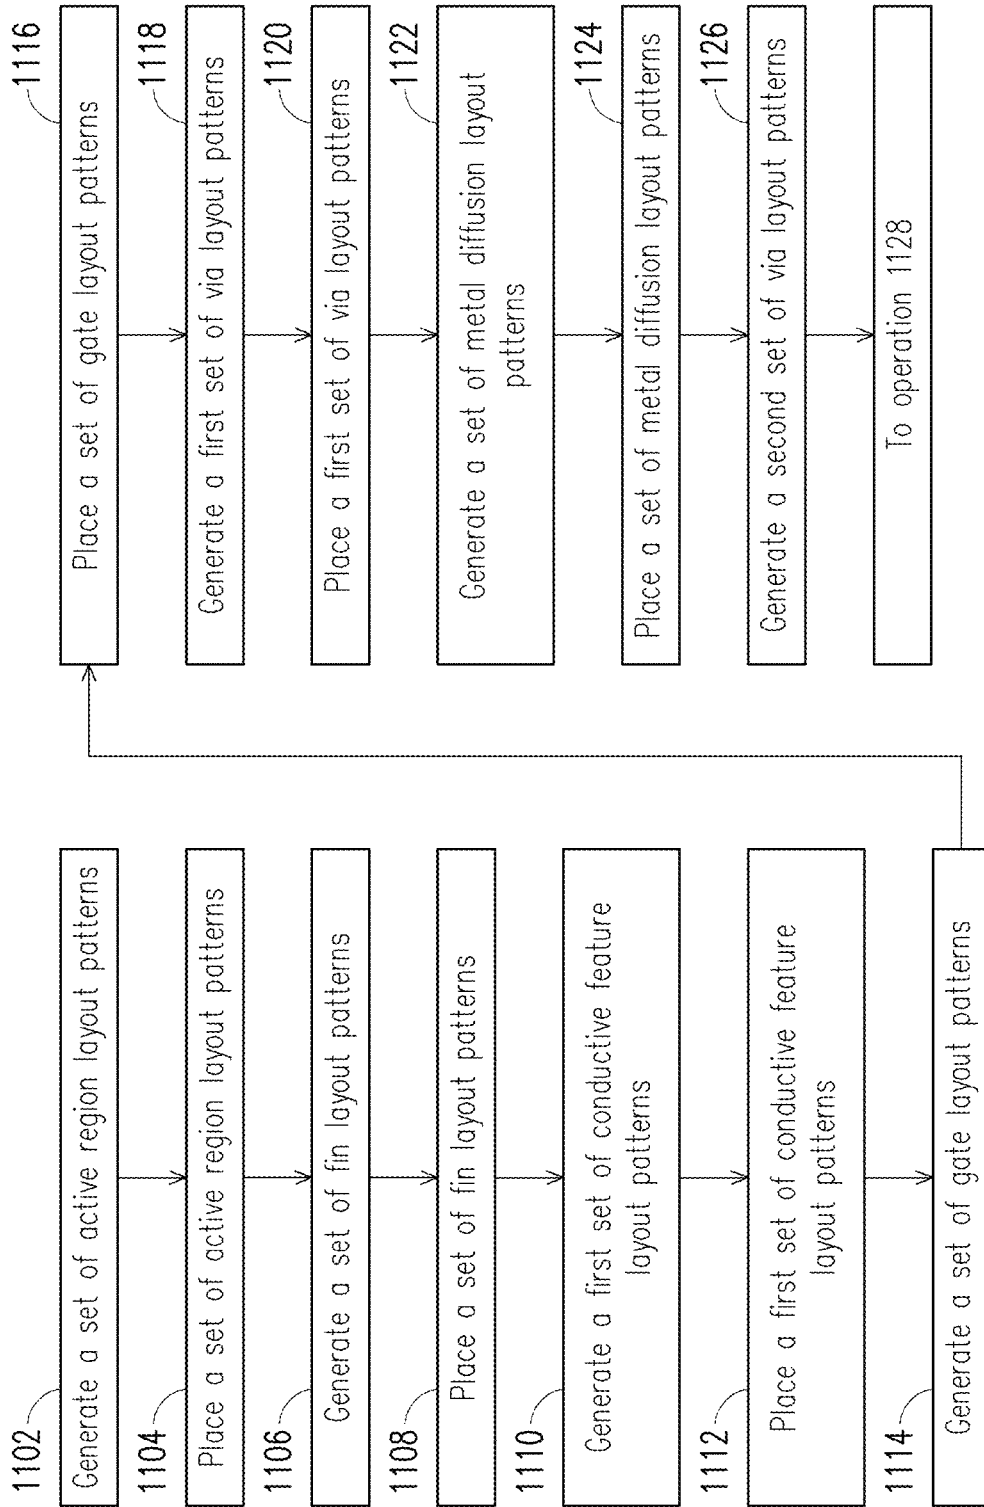 1102
Generate a set of active region layout patterns
1104
Place a set of active region layout patterns
1106
Generate a set of fin layout patterns
1108
Place a set of fin layout patterns
1110
Generate a first set of conductive feature
layout patterns
1112
Place a first set of conductive feature
layout patterns
1114
Generate a set of gate layout patterns
1116
Place a set of gate layout patterns
1118
Generate a first set of via layout patterns
1120
Place a first set of via layout patterns
1122
Generate a set of metal diffusion layout
patterns
1124
Place a set of metal diffusion layout patterns
1126
Generate a second set of via layout patterns
To operation 1128